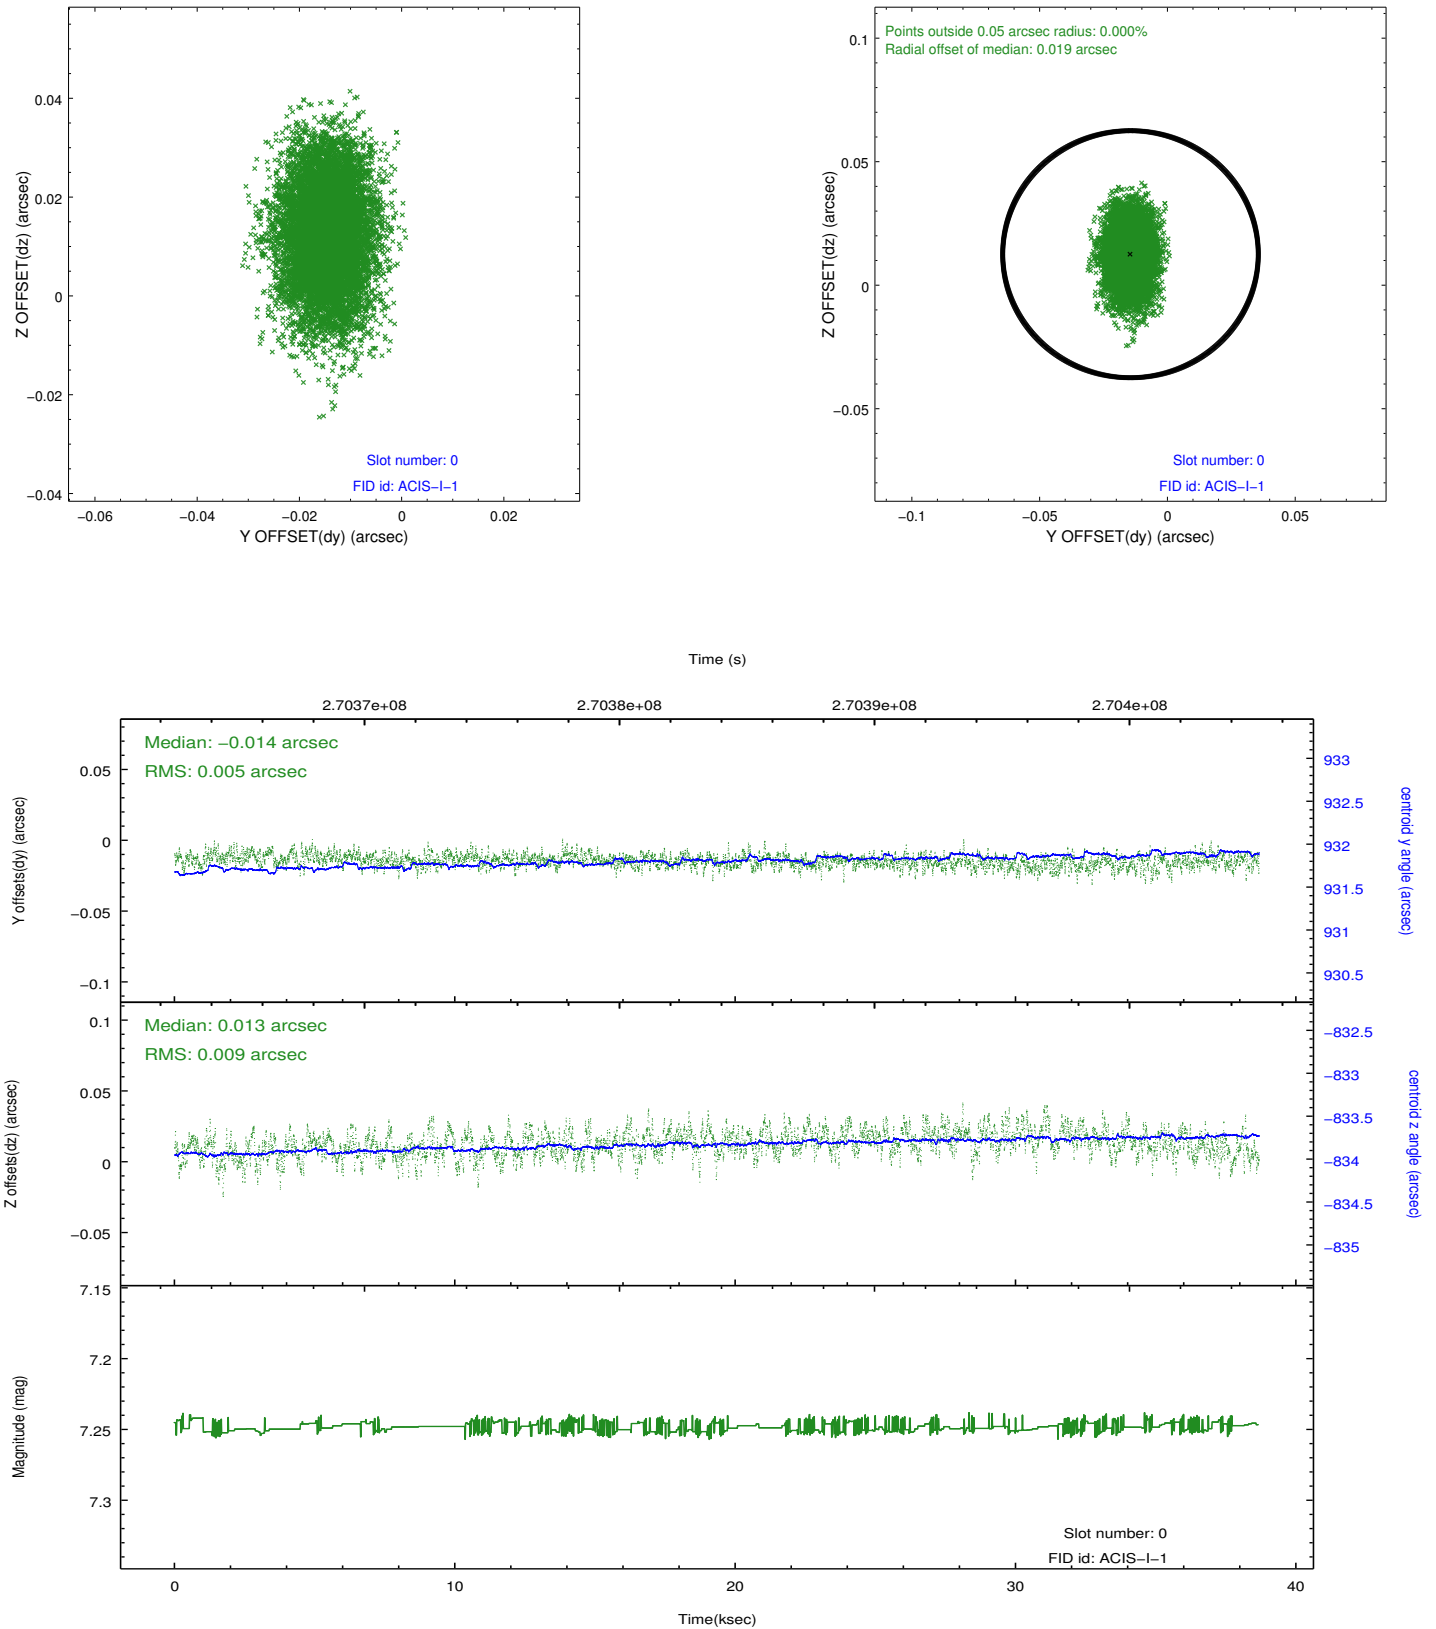 0.04
0.02
0
−0.02
−0.04
Z OFFSET(dz) (arcsec)
Slot number: 0
FID id: ACIS−I−1
−0.06
−0.04
−0.02
0
0.02
Y OFFSET(dy) (arcsec)
Points outside 0.05 arcsec radius: 0.000%
Radial offset of median: 0.019 arcsec
0.1
0.05
0
−0.05
Z OFFSET(dz) (arcsec)
Slot number: 0
FID id: ACIS−I−1
−0.1
−0.05
0
0.05
Y OFFSET(dy) (arcsec)
Time (s)
2.7037e+08
2.7038e+08
2.7039e+08
2.704e+08
Median: −0.014 arcsec
RMS: 0.005 arcsec
0.05
0
−0.05
−0.1
Y offsets(dy) (arcsec)
933
932.5
932
931.5
931
930.5
centroid y angle (arcsec)
Median: 0.013 arcsec
RMS: 0.009 arcsec
0.1
0.05
0
−0.05
Z offsets(dz) (arcsec)
−832.5
−833
−833.5
−834
−834.5
−835
centroid z angle (arcsec)
7.15
7.2
7.25
7.3
Magnitude (mag)
Slot number: 0
FID id: ACIS−I−1
0
10
20
30
40
Time(ksec)